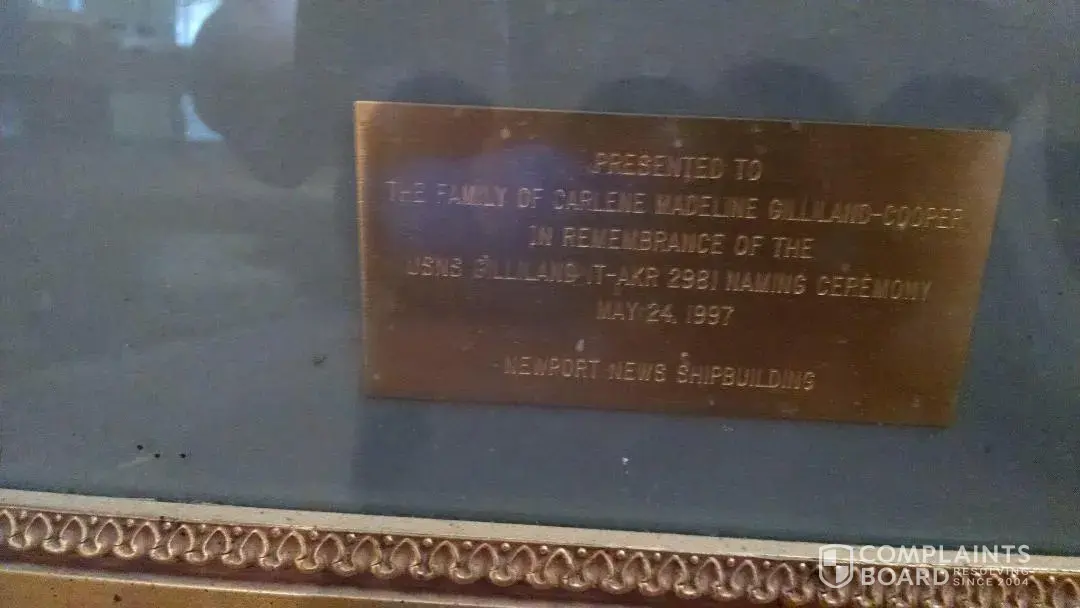 PRESENTED TO
THE FAMILY OF CARLENE MADELINE GILLILAND-COOPER
IN REMEMBRANCE OF THE
USNS GILLILAND (T-AKR 298) NAMING CEREMONY
MAY 24, 1997
NEWPORT NEWS SHIPBUILDING
COMPLAINTS
BOARD RESOLVING
SINCE 2004